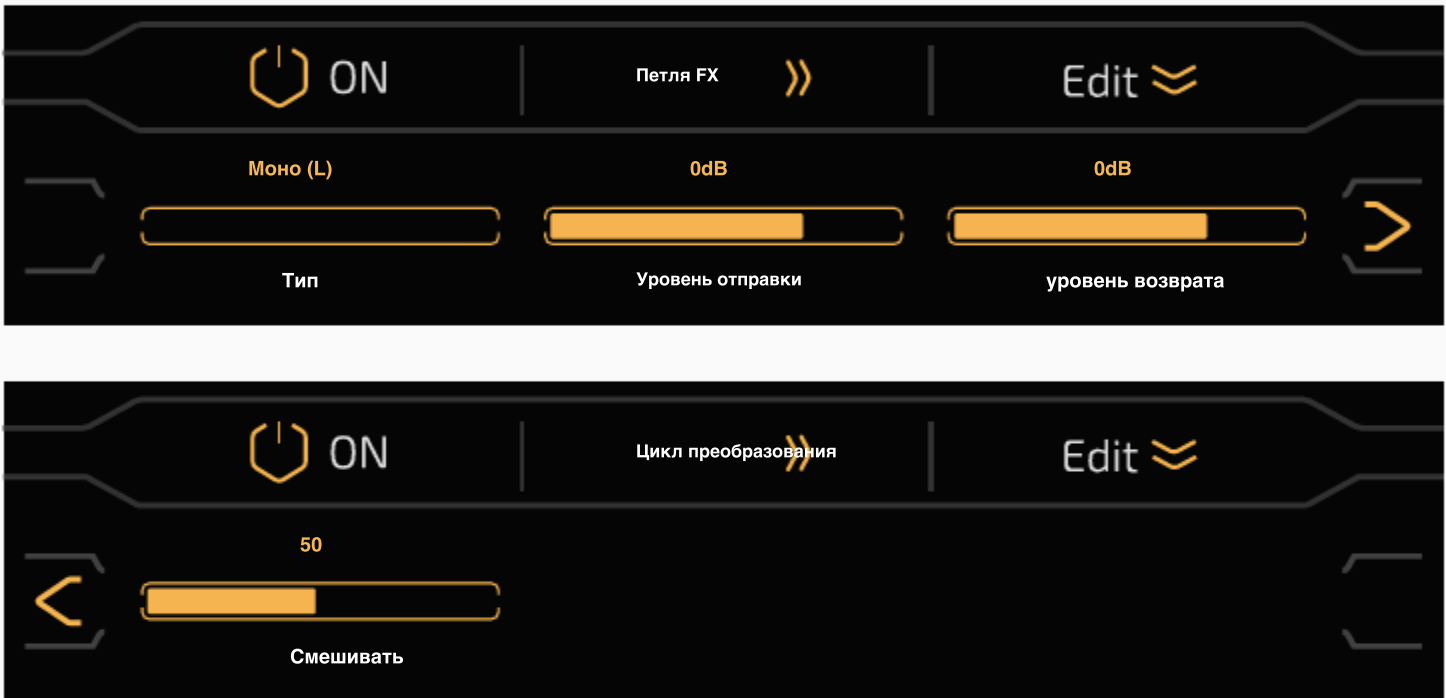 ON
Петля FX
Edit
Моно (L)
0dB
0dB
Тип
Уровень отправки
уровень возврата
ON
Цикл преобразования
Edit
50
Смешивать